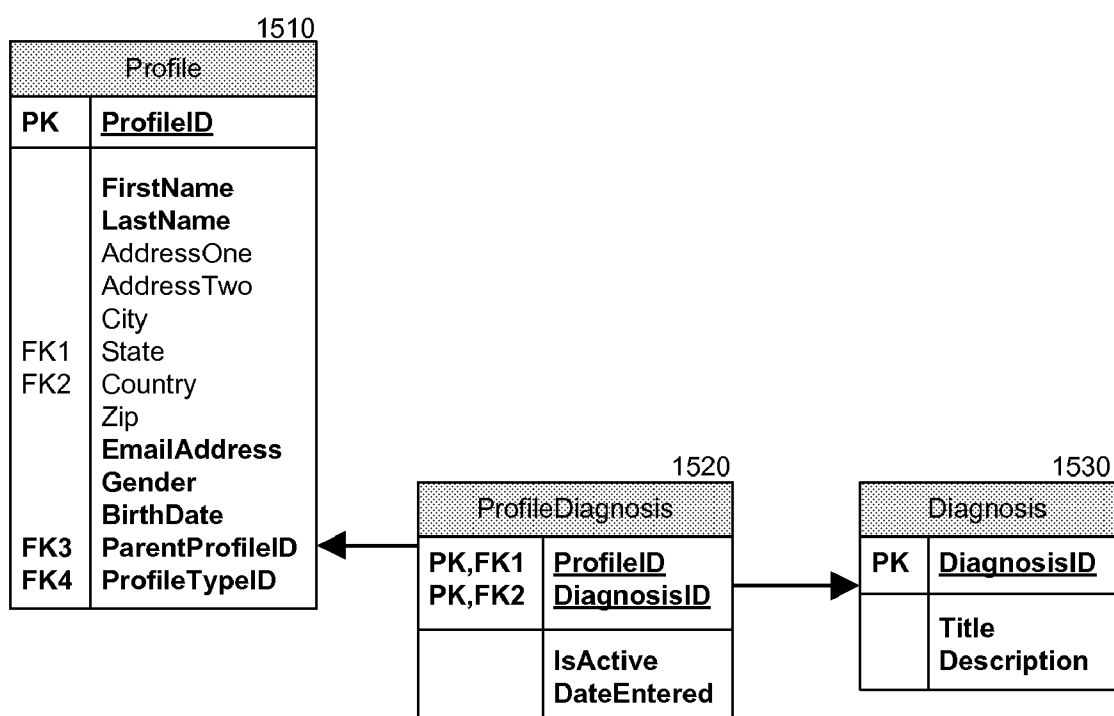 1510
Profile
PK ProfileID
FirstName
LastName
AddressOne
AddressTwo
City
FK1 State
FK2 Country
Zip
EmailAddress
Gender
BirthDate
FK3 ParentProfileID
FK4 ProfileTypeID
1520
ProfileDiagnosis
PK,FK1 ProfileID
PK,FK2 DiagnosisID
IsActive
DateEntered
1530
Diagnosis
PK DiagnosisID
Title
Description